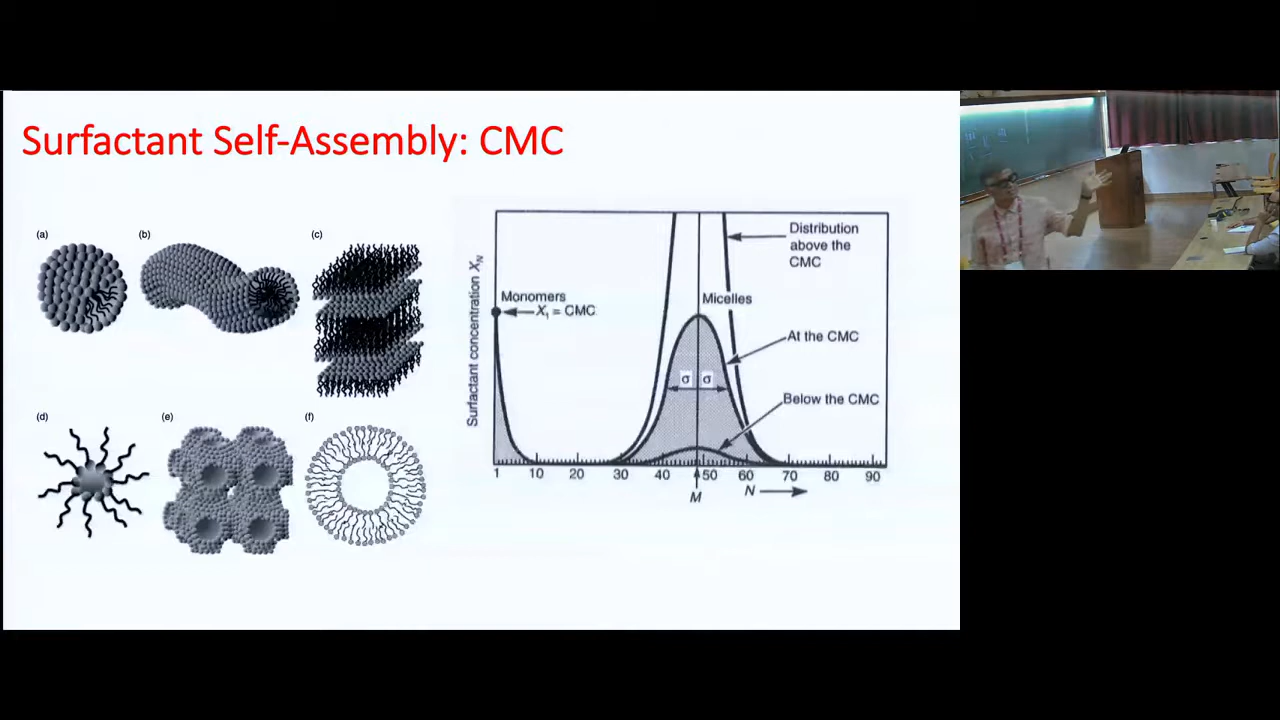 Surfactant Self-Assembly: CMC
(a)
(b)
(c)
(d)
(e)
(f)
Surfactant concentration X_N
Monomers
X₁ = CMC
Micelles
Distribution
above the
CMC
At the CMC
σ σ
Below the CMC
1 10 20 30 40 50 60 70 80 90
M
N